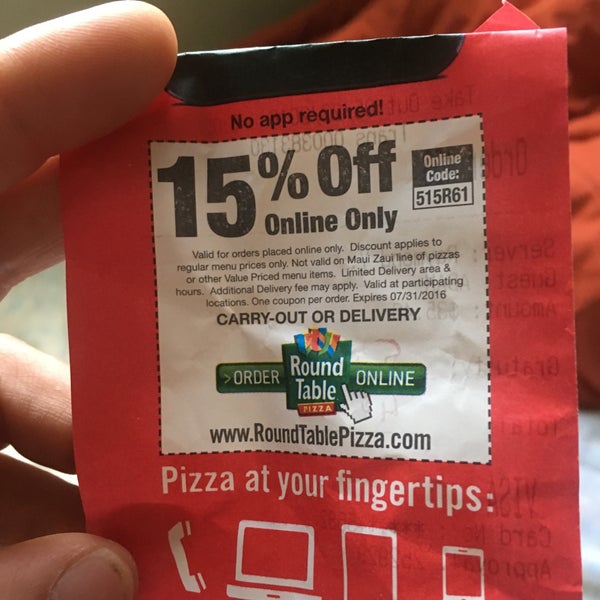 No app required!
15% Off
Online Only
Online
Code:
515R61
Valid for orders placed online only. Discount applies to
regular menu prices only. Not valid on Maui Zaui line of pizzas
or other Value Priced menu items. Limited Delivery area &
hours. Additional Delivery fee may apply. Valid at participating
locations. One coupon per order. Expires 07/31/2016
CARRY-OUT OR DELIVERY
>ORDER
Round
Table
PIZZA
ONLINE
www.RoundTablePizza.com
Pizza at your fingertips: